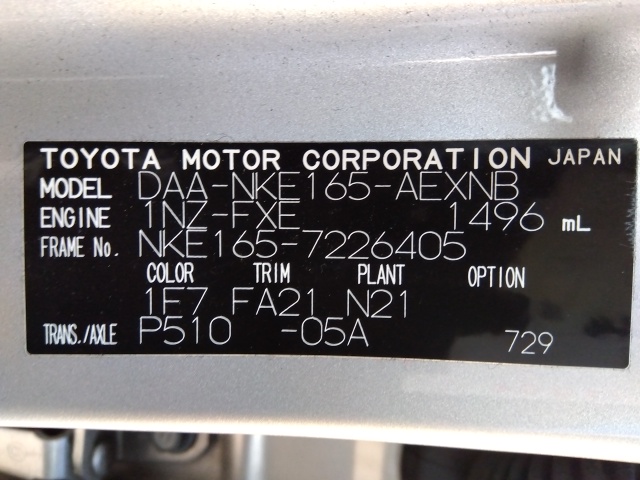 TOYOTA MOTOR CORPORATION JAPAN
MODEL DAA-NKE165-AEXNB
ENGINE 1NZ-FXE 1496 mL
FRAME No. NKE165-7226405
COLOR TRIM PLANT OPTION
1F7 FA21 N21
TRANS./AXLE P510 -05A 729